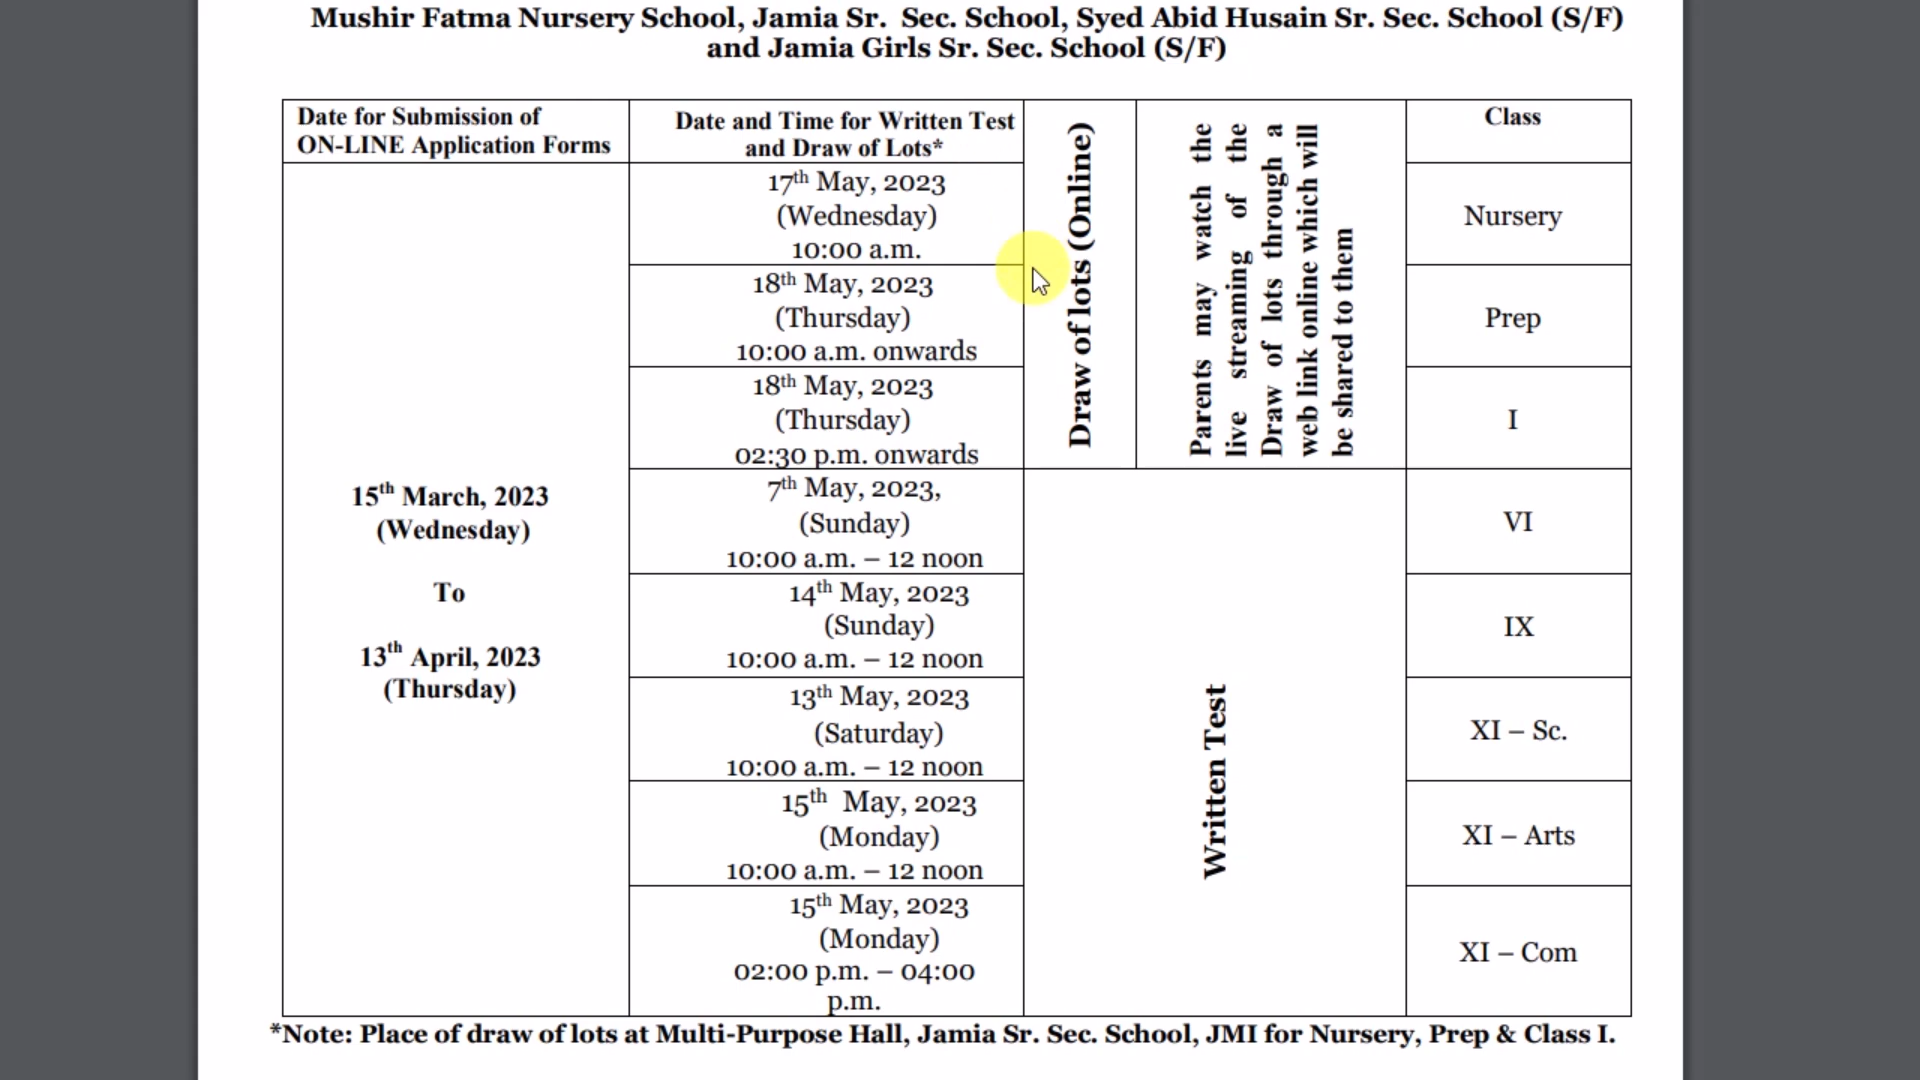 Mushir Fatma Nursery School, Jamia Sr. Sec. School, Syed Abid Husain Sr. Sec. School (S/F)
and Jamia Girls Sr. Sec. School (S/F)
Date for Submission of
ON-LINE Application Forms
Date and Time for Written Test
and Draw of Lots*
Class
15th March, 2023
(Wednesday)
To
13th April, 2023
(Thursday)
17th May, 2023
(Wednesday)
10:00 a.m.
Draw of lots (Online)
Parents may watch the
live streaming of the
Draw of lots through a
web link online which will
be shared to them
Nursery
18th May, 2023
(Thursday)
10:00 a.m. onwards
Prep
18th May, 2023
(Thursday)
02:30 p.m. onwards
I
7th May, 2023,
(Sunday)
10:00 a.m. – 12 noon
Written Test
VI
14th May, 2023
(Sunday)
10:00 a.m. – 12 noon
IX
13th May, 2023
(Saturday)
10:00 a.m. – 12 noon
XI – Sc.
15th May, 2023
(Monday)
10:00 a.m. – 12 noon
XI – Arts
15th May, 2023
(Monday)
02:00 p.m. – 04:00
p.m.
XI – Com
*Note: Place of draw of lots at Multi-Purpose Hall, Jamia Sr. Sec. School, JMI for Nursery, Prep & Class I.